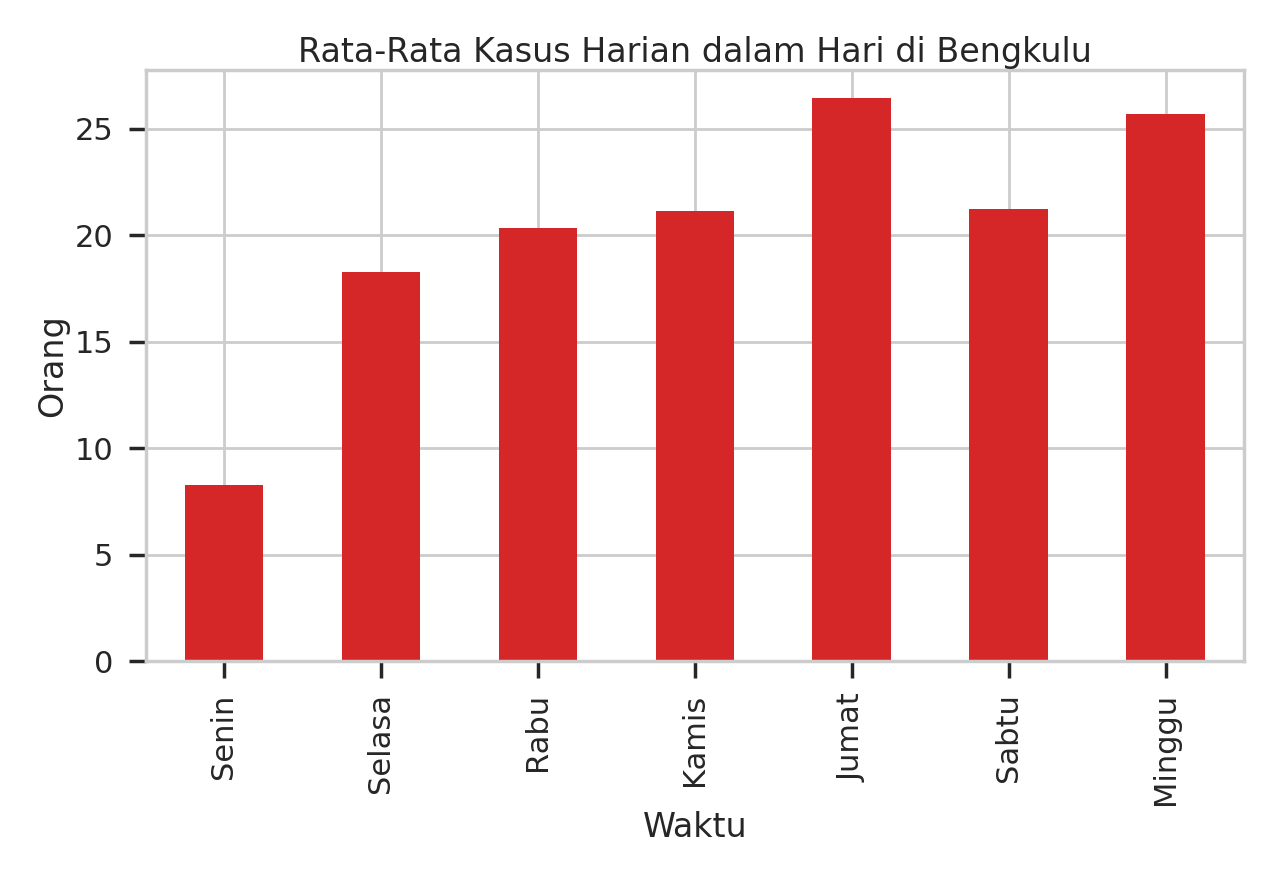 Rata-Rata Kasus Harian dalam Hari di Bengkulu
Orang
25
20
15
10
5
0
Senin
Selasa
Rabu
Kamis
Jumat
Sabtu
Minggu
Waktu